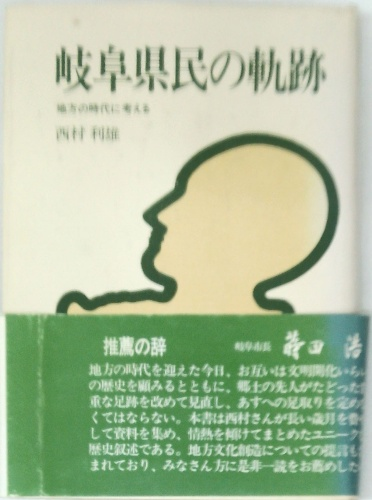 岐阜県民の軌跡
地方の時代に考える
西村 利雄
推薦の辞
岐阜市長 蒔田 浩
地方の時代を迎えた今日、お互いは文明開化いら
の歴史を顧みるとともに、郷土の先人がたどった
重な足跡を改めて見直し、あすへの足取りを定め
くてはならない。本書は西村さんが長い歳月を費
して資料を集め、情熱を傾けてまとめたユニーク
歴史叙述である。地方文化創造についての提言も
まれており、みなさん方に是非一読をお薦めした